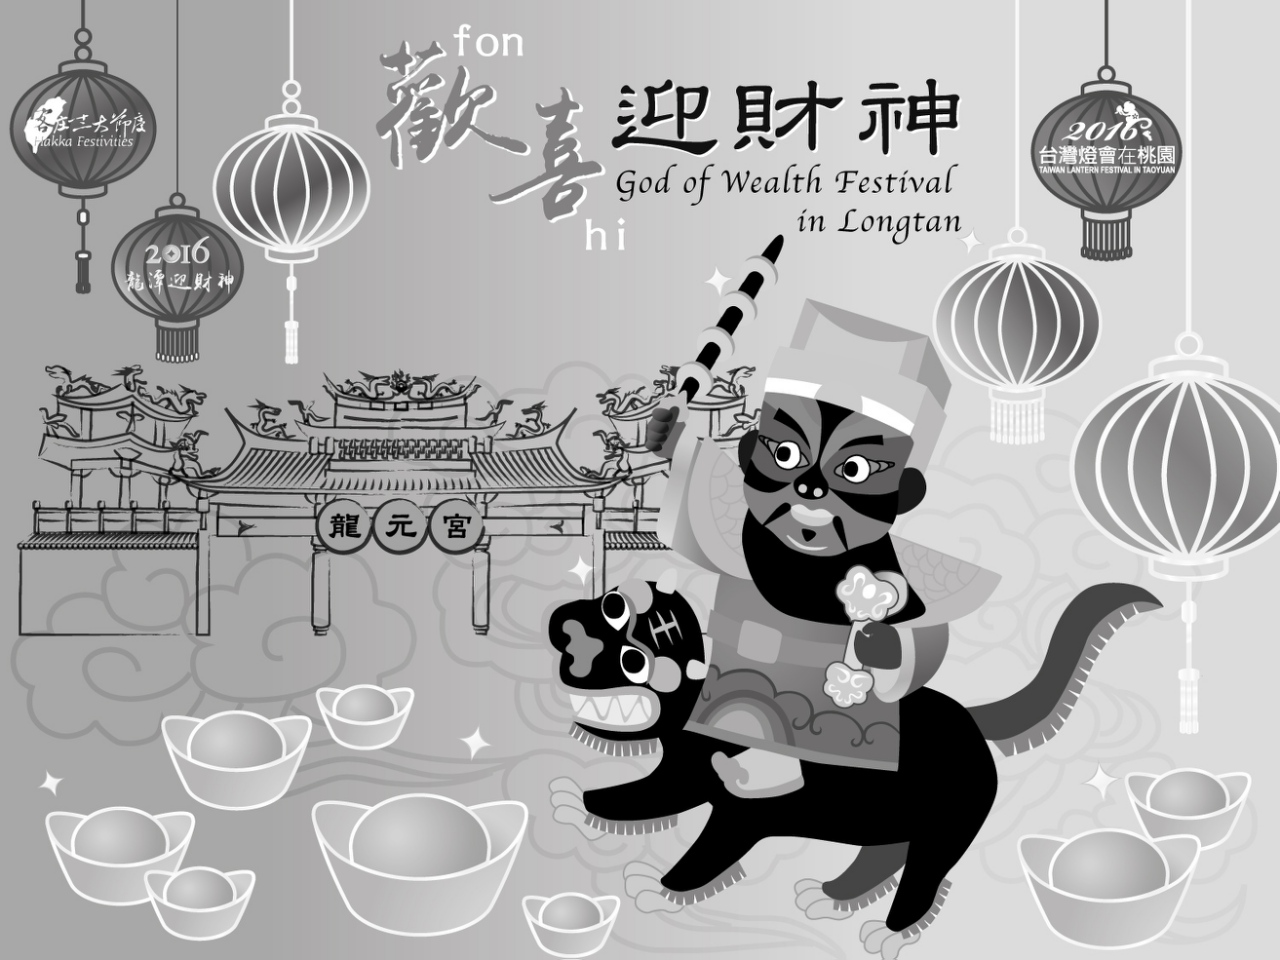 fon
歡喜
hi
迎財神
God of Wealth Festival
in Longtan
客庄十二大節慶
Hakka Festivities
2016
龍潭迎財神
2016
台灣燈會在桃園
TAIWAN LANTERN FESTIVAL IN TAOYUAN
龍元宮
王